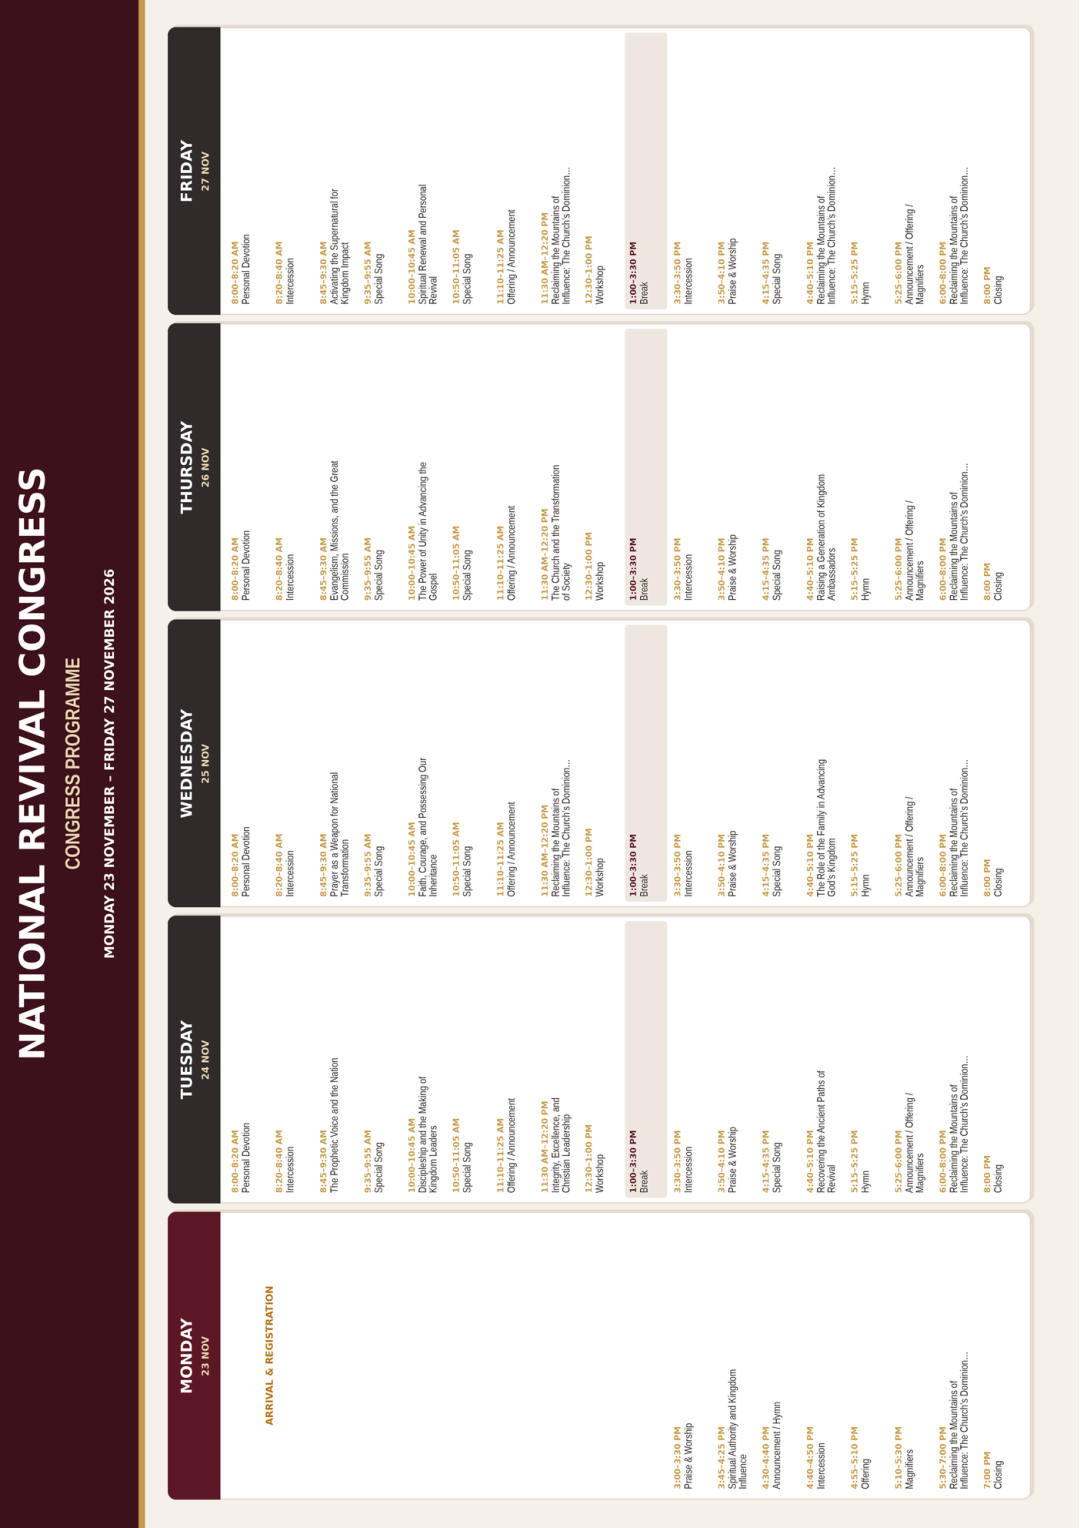 NATIONAL REVIVAL CONGRESS
CONGRESS PROGRAMME
MONDAY 23 NOVEMBER – FRIDAY 27 NOVEMBER 2026
MONDAY
23 NOV
ARRIVAL & REGISTRATION
3:00–3:30 PM
Praise & Worship
3:45–4:25 PM
Spiritual Authority and Kingdom
Influence
4:30–4:40 PM
Announcement / Hymn
4:40–4:50 PM
Intercession
4:55–5:10 PM
Offering
5:10–5:30 PM
Magnifiers
5:30–7:00 PM
Reclaiming the Mountains of
Influence: The Church's Dominion...
7:00 PM
Closing
TUESDAY
24 NOV
8:00–8:20 AM
Personal Devotion
8:20–8:40 AM
Intercession
8:45–9:30 AM
The Prophetic Voice and the Nation
9:35–9:55 AM
Special Song
10:00–10:45 AM
Discipleship and the Making of
Kingdom Leaders
10:50–11:05 AM
Special Song
11:10–11:25 AM
Offering / Announcement
11:30 AM–12:20 PM
Integrity, Excellence, and
Christian Leadership
12:30–1:00 PM
Workshop
1:00–3:30 PM
Break
3:30–3:50 PM
Intercession
3:50–4:10 PM
Praise & Worship
4:15–4:35 PM
Special Song
4:40–5:10 PM
Recovering the Ancient Paths of
Revival
5:15–5:25 PM
Hymn
5:25–6:00 PM
Announcement / Offering /
Magnifiers
6:00–8:00 PM
Reclaiming the Mountains of
Influence: The Church's Dominion...
8:00 PM
Closing
WEDNESDAY
25 NOV
8:00–8:20 AM
Personal Devotion
8:20–8:40 AM
Intercession
8:45–9:30 AM
Prayer as a Weapon for National
Transformation
9:35–9:55 AM
Special Song
10:00–10:45 AM
Faith, Courage, and Possessing Our
Inheritance
10:50–11:05 AM
Special Song
11:10–11:25 AM
Offering / Announcement
11:30 AM–12:20 PM
Reclaiming the Mountains of
Influence: The Church's Dominion...
12:30–1:00 PM
Workshop
1:00–3:30 PM
Break
3:30–3:50 PM
Intercession
3:50–4:10 PM
Praise & Worship
4:15–4:35 PM
Special Song
4:40–5:10 PM
The Role of the Family in Advancing
God's Kingdom
5:15–5:25 PM
Hymn
5:25–6:00 PM
Announcement / Offering /
Magnifiers
6:00–8:00 PM
Reclaiming the Mountains of
Influence: The Church's Dominion...
8:00 PM
Closing
THURSDAY
26 NOV
8:00–8:20 AM
Personal Devotion
8:20–8:40 AM
Intercession
8:45–9:30 AM
Evangelism, Missions, and the Great
Commission
9:35–9:55 AM
Special Song
10:00–10:45 AM
The Power of Unity in Advancing the
Gospel
10:50–11:05 AM
Special Song
11:10–11:25 AM
Offering / Announcement
11:30 AM–12:20 PM
The Church and the Transformation
of Society
12:30–1:00 PM
Workshop
1:00–3:30 PM
Break
3:30–3:50 PM
Intercession
3:50–4:10 PM
Praise & Worship
4:15–4:35 PM
Special Song
4:40–5:10 PM
Raising a Generation of Kingdom
Ambassadors
5:15–5:25 PM
Hymn
5:25–6:00 PM
Announcement / Offering /
Magnifiers
6:00–8:00 PM
Reclaiming the Mountains of
Influence: The Church's Dominion...
8:00 PM
Closing
FRIDAY
27 NOV
8:00–8:20 AM
Personal Devotion
8:20–8:40 AM
Intercession
8:45–9:30 AM
Activating the Supernatural for
Kingdom Impact
9:35–9:55 AM
Special Song
10:00–10:45 AM
Spiritual Renewal and Personal
Revival
10:50–11:05 AM
Special Song
11:10–11:25 AM
Offering / Announcement
11:30 AM–12:20 PM
Reclaiming the Mountains of
Influence: The Church's Dominion...
12:30–1:00 PM
Workshop
1:00–3:30 PM
Break
3:30–3:50 PM
Intercession
3:50–4:10 PM
Praise & Worship
4:15–4:35 PM
Special Song
4:40–5:10 PM
Reclaiming the Mountains of
Influence: The Church's Dominion...
5:15–5:25 PM
Hymn
5:25–6:00 PM
Announcement / Offering /
Magnifiers
6:00–8:00 PM
Reclaiming the Mountains of
Influence: The Church's Dominion...
8:00 PM
Closing